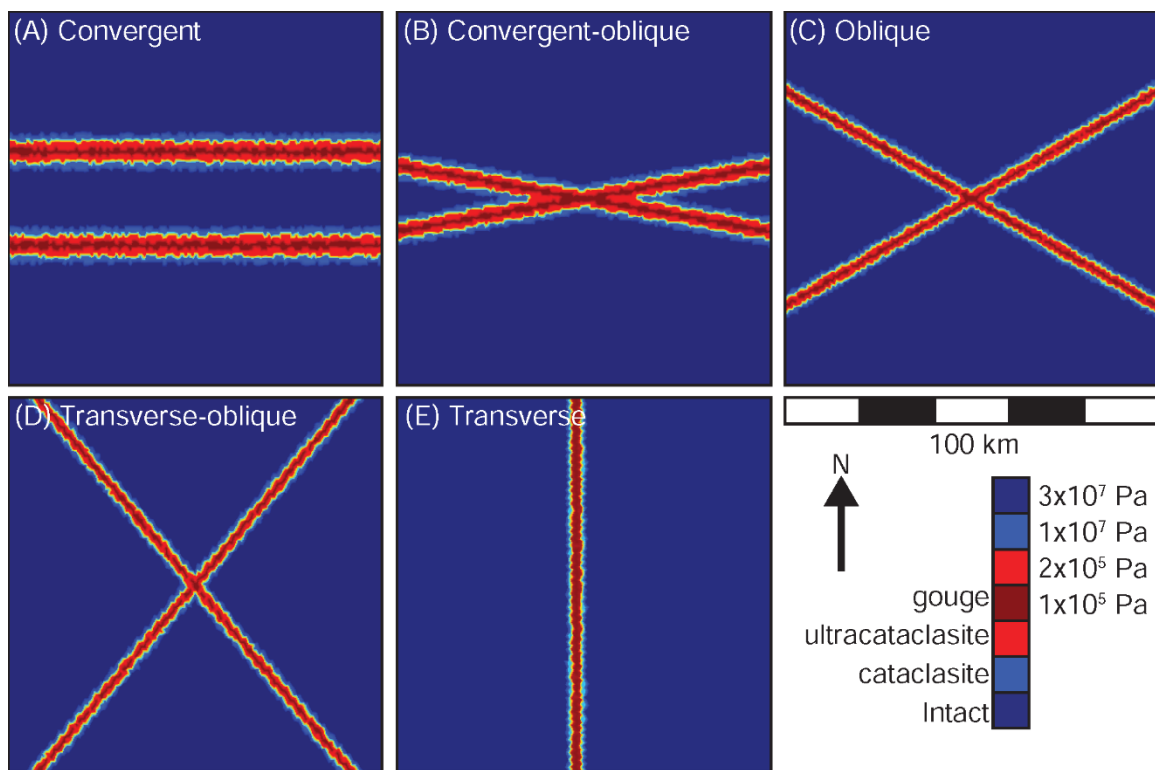 (A) Convergent
(B) Convergent-oblique
(C) Oblique
(D) Transverse-oblique
(E) Transverse
100 km
N
3x10⁷ Pa
1x10⁷ Pa
2x10⁵ Pa
gouge 1x10⁵ Pa
ultracataclasite
cataclasite
Intact